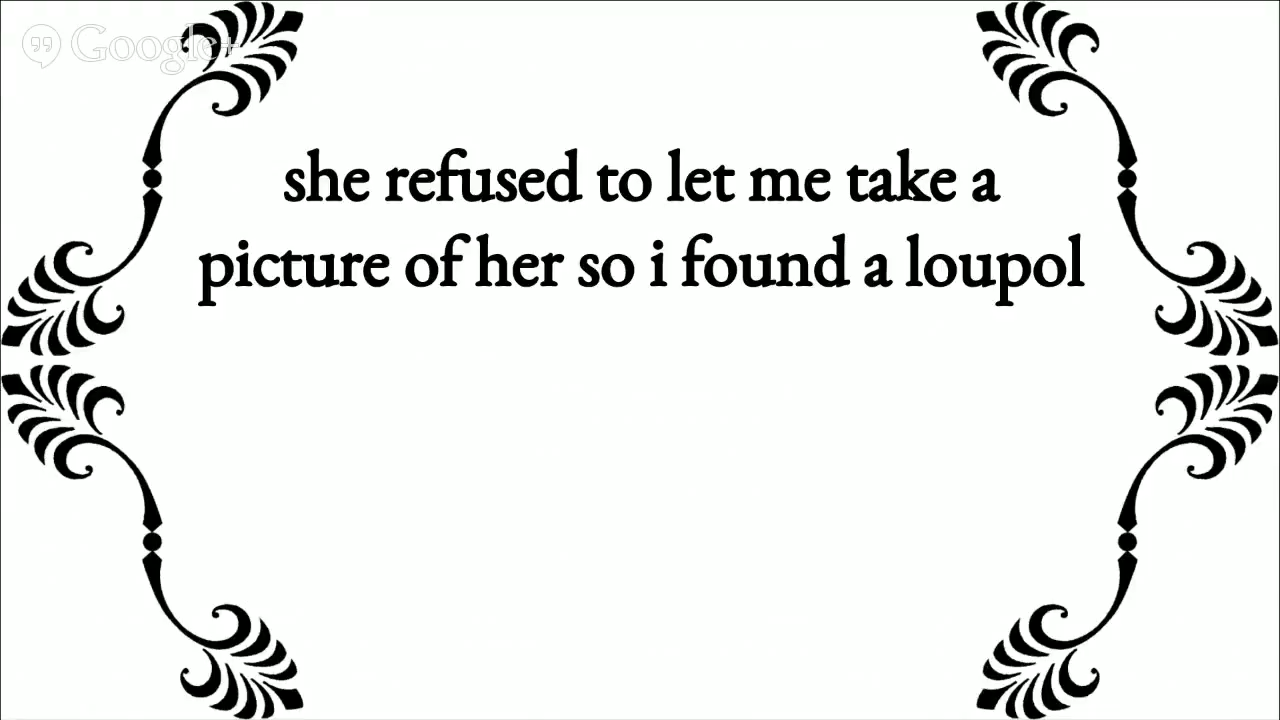 Google+
she refused to let me take a
picture of her so i found a loupol